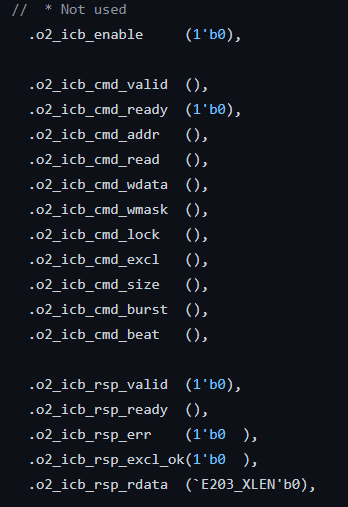 //  * Not used
  .o2_icb_enable     (1'b0),

  .o2_icb_cmd_valid  (),
  .o2_icb_cmd_ready  (1'b0),
  .o2_icb_cmd_addr   (),
  .o2_icb_cmd_read   (),
  .o2_icb_cmd_wdata  (),
  .o2_icb_cmd_wmask  (),
  .o2_icb_cmd_lock   (),
  .o2_icb_cmd_excl   (),
  .o2_icb_cmd_size   (),
  .o2_icb_cmd_burst  (),
  .o2_icb_cmd_beat   (),

  .o2_icb_rsp_valid  (1'b0),
  .o2_icb_rsp_ready  (),
  .o2_icb_rsp_err    (1'b0  ),
  .o2_icb_rsp_excl_ok(1'b0  ),
  .o2_icb_rsp_rdata  (`E203_XLEN'b0),